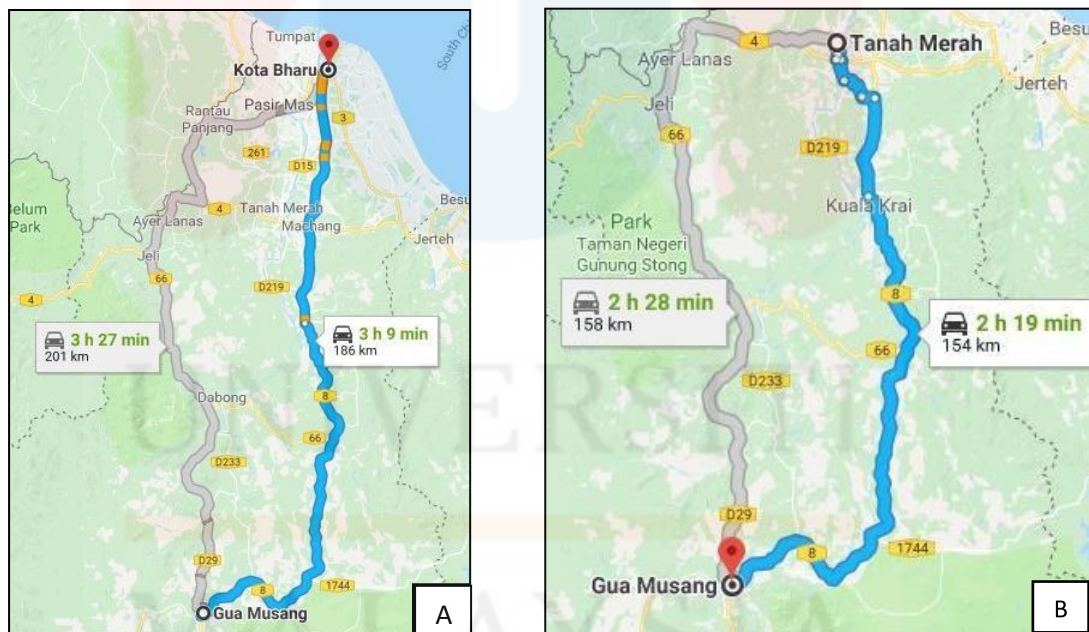 Tumpat
Kota Bharu
South China
Pasir Mas
3
Rantau
Panjang
261
D15
Belum
Park
4
Tanah Merah
Besu
Ayer Lanas
Machang
Jerteh
Jeli
66
D219
4
3 h 27 min
201 km
3 h 9 min
186 km
Dabong
8
66
D233
D29
8
1744
Gua Musang
A
4
Tanah Merah
Besu
Ayer Lanas
Jerteh
Jeli
66
D219
Kuala Krai
Park
Taman Negeri
Gunung Stong
8
2 h 28 min
158 km
2 h 19 min
154 km
66
D233
D29
8
1744
Gua Musang
B
UNIVERSITI
MALAYSIA